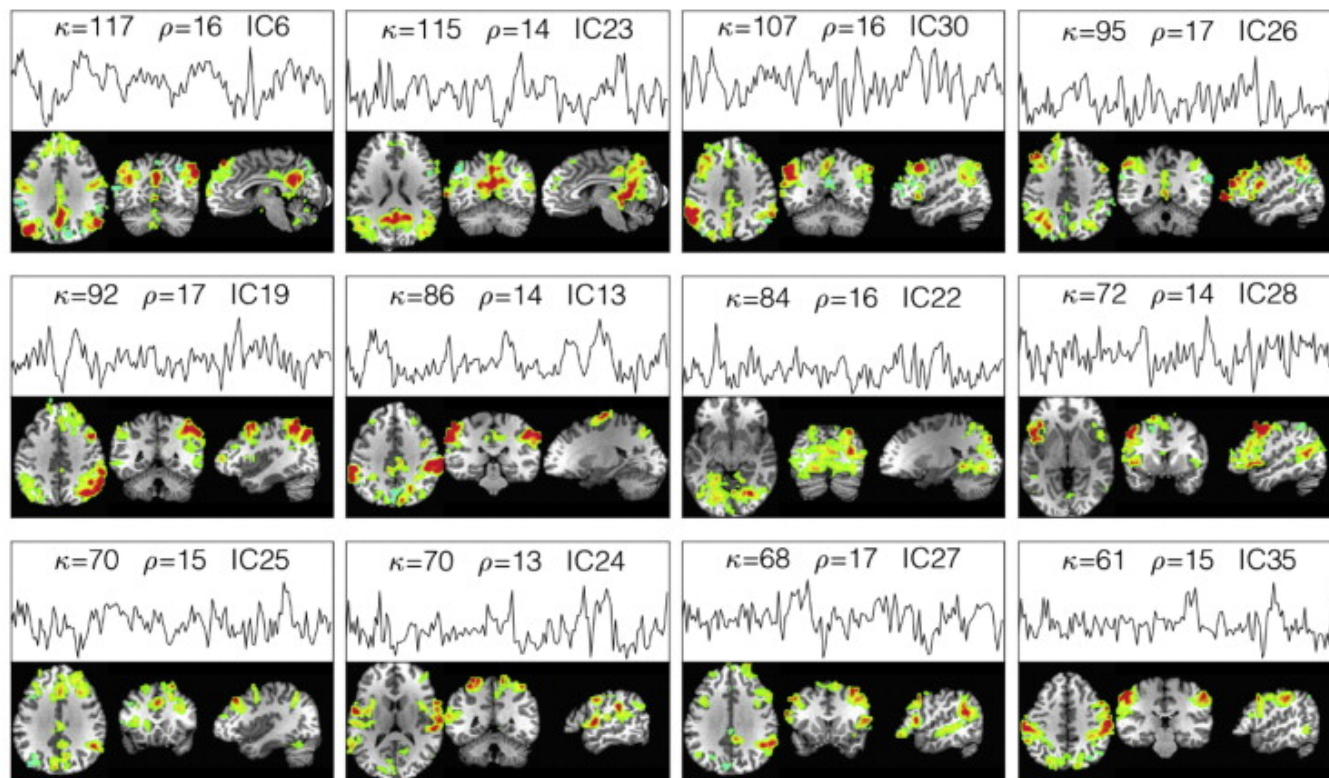 κ=117 ρ=16 IC6
κ=115 ρ=14 IC23
κ=107 ρ=16 IC30
κ=95 ρ=17 IC26
κ=92 ρ=17 IC19
κ=86 ρ=14 IC13
κ=84 ρ=16 IC22
κ=72 ρ=14 IC28
κ=70 ρ=15 IC25
κ=70 ρ=13 IC24
κ=68 ρ=17 IC27
κ=61 ρ=15 IC35